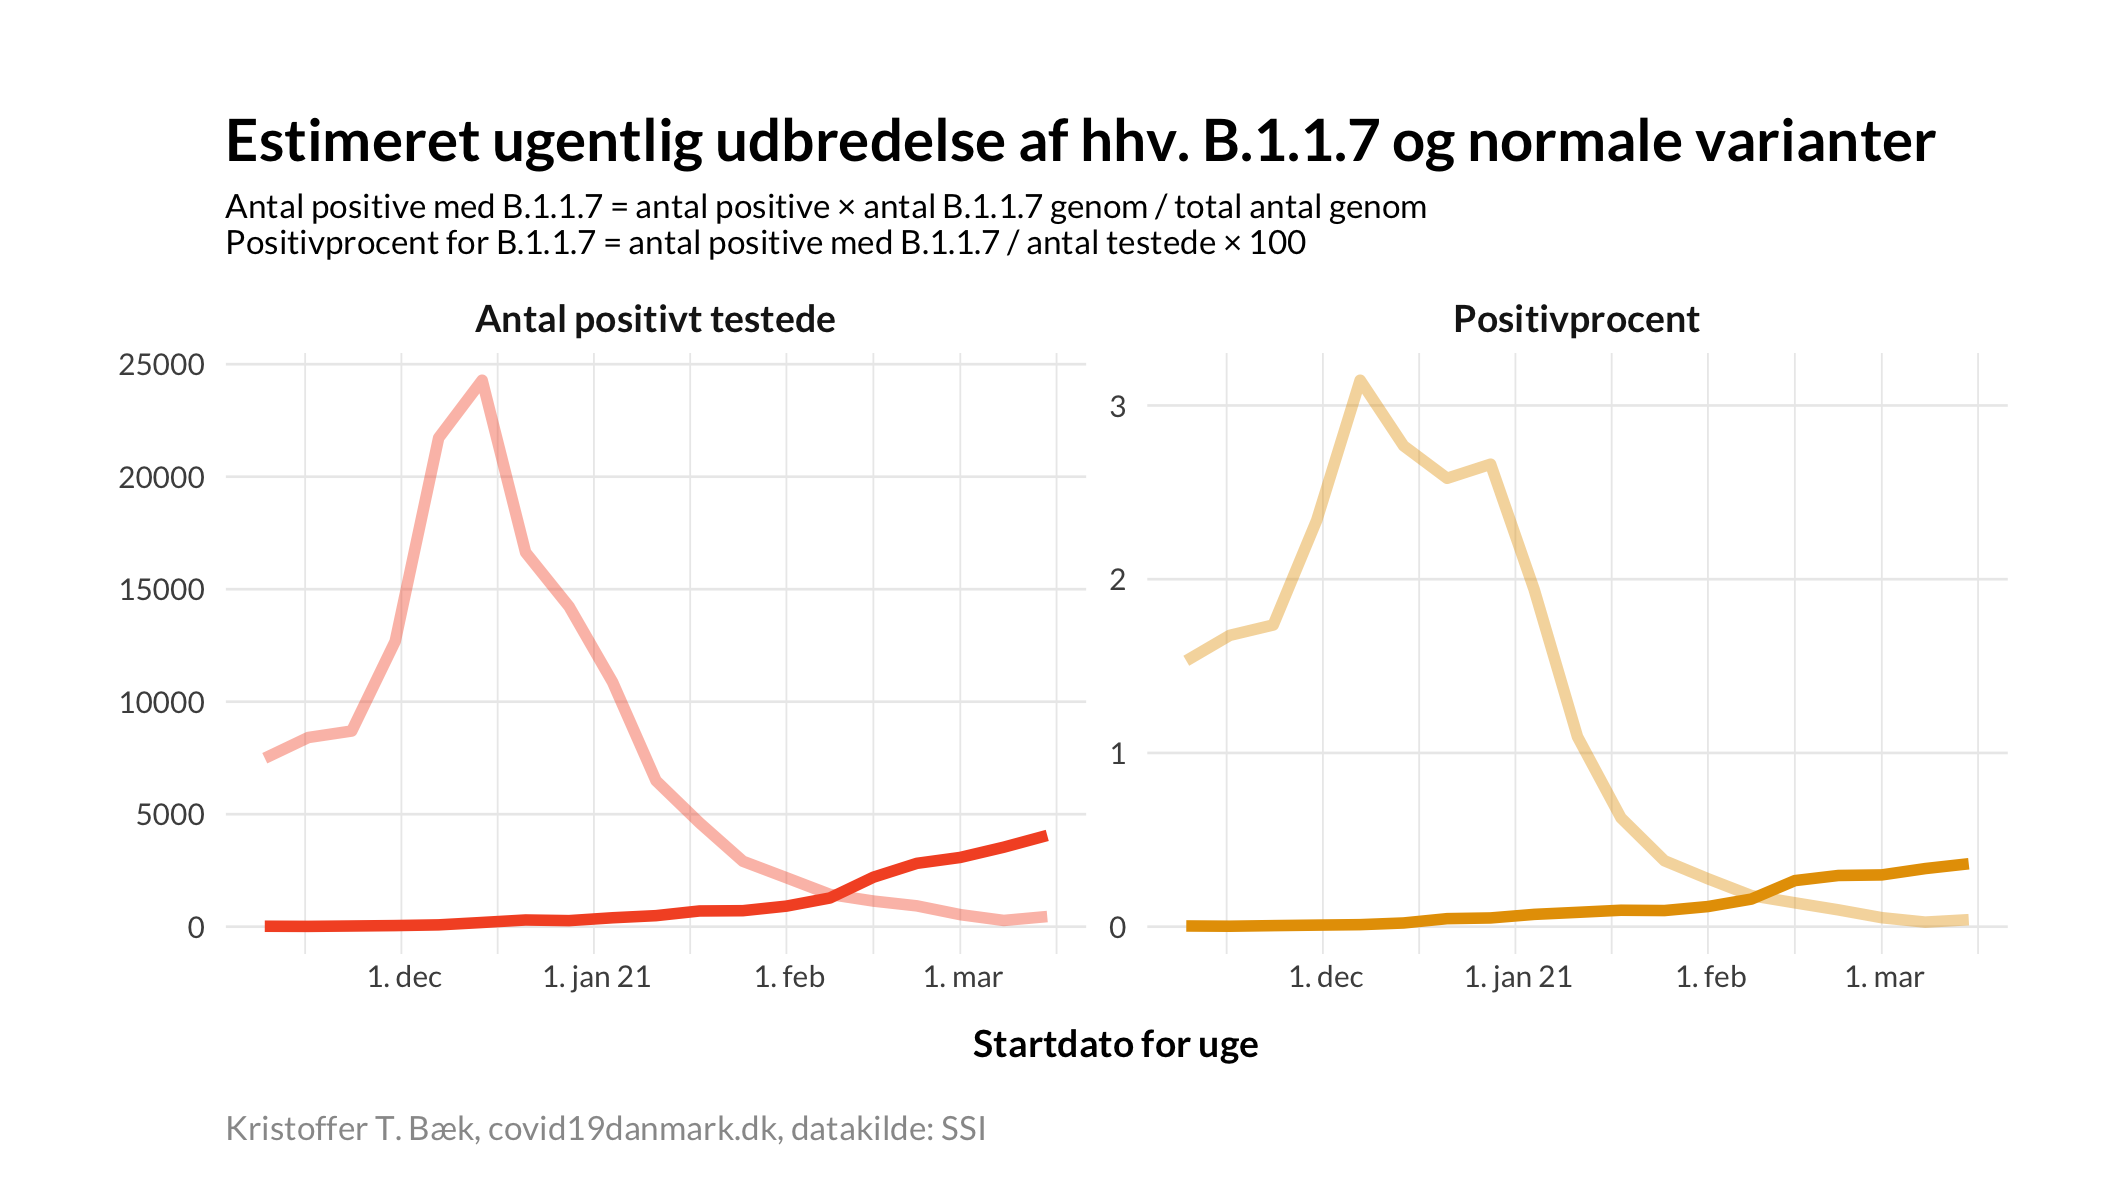 Estimeret ugentlig udbredelse af hhv. B.1.1.7 og normale varianter
Antal positive med B.1.1.7 = antal positive × antal B.1.1.7 genom / total antal genom
Positivprocent for B.1.1.7 = antal positive med B.1.1.7 / antal testede × 100
Antal positivt testede
25000
20000
15000
10000
5000
0
1. dec
1. jan 21
1. feb
1. mar
Positivprocent
3
2
1
0
1. dec
1. jan 21
1. feb
1. mar
Startdato for uge
Kristoffer T. Bæk, covid19danmark.dk, datakilde: SSI